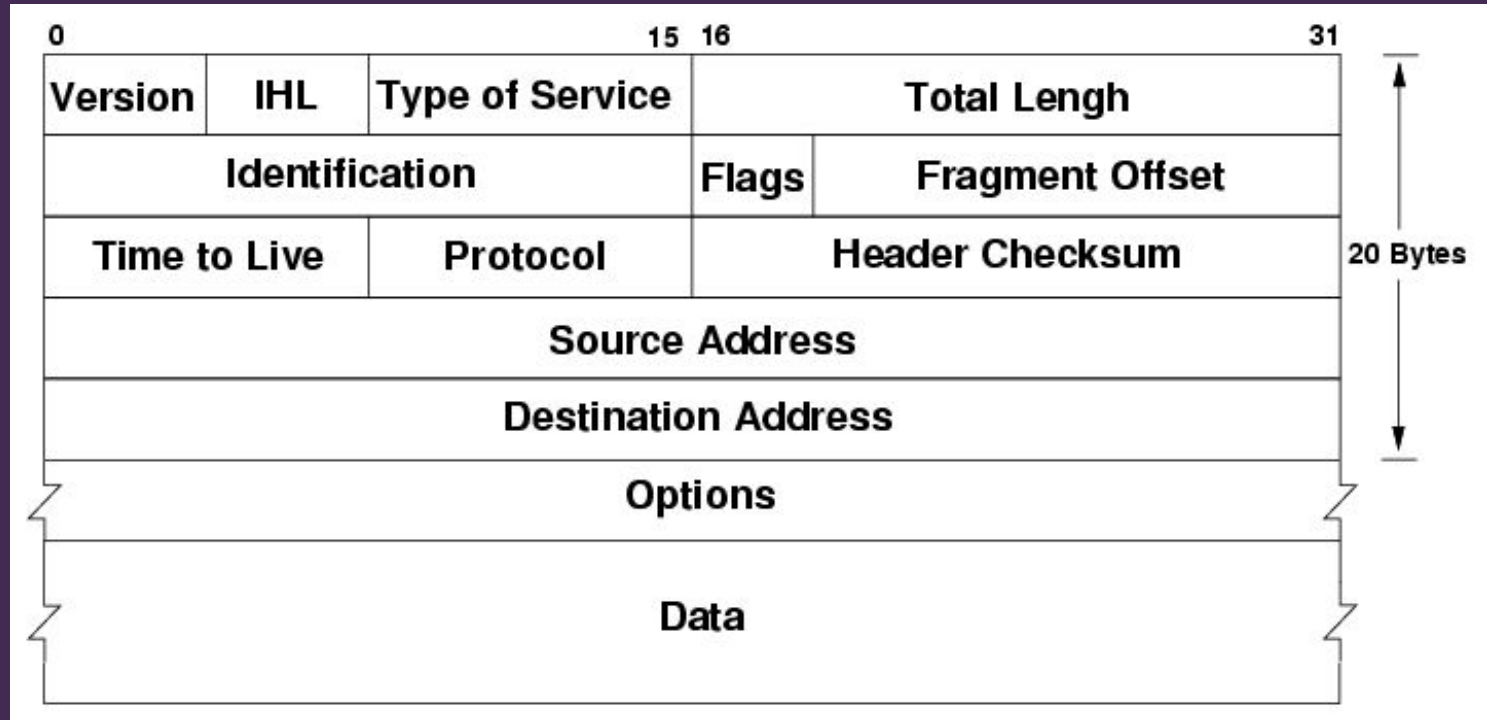 0 15 16 31
Version IHL Type of Service Total Lengh
Identification Flags Fragment Offset
Time to Live Protocol Header Checksum 20 Bytes
Source Address
Destination Address
Options
Data